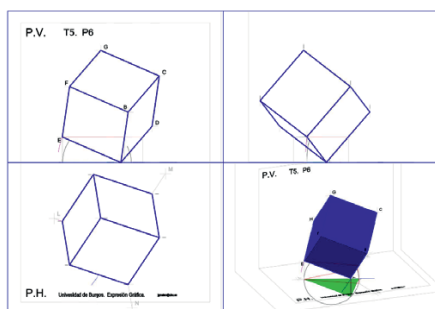 P.V. T5. P6
G
F
C
B
D
E
M
L
N
P.H. Universidad de Burgos. Expresión Gráfica.
P.V. T5. P6
G
C
H
E
P.H.